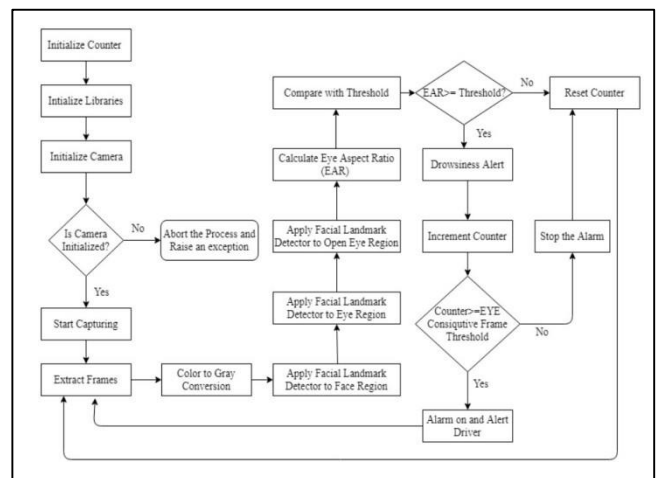 Initialize Counter
Intialize Libraries
Initialize Camera
Is Camera
Initialized?
No
Abort the Process and
Raise an exception
Yes
Start Capturing
Extract Frames
Color to Gray
Conversion
Apply Facial Landmark
Detector to Face Region
Apply Facial Landmark
Detector to Eye Region
Apply Facial Landmark
Detector to Open Eye Region
Calculate Eye Aspect Ratio
(EAR)
Compare with Threshold
EAR>= Threshold?
No
Reset Counter
Yes
Drowsiness Alert
Increment Counter
Stop the Alarm
Counter>=EYE
Consiqutive Frame
Threshold
No
Yes
Alarm on and Alert
Driver